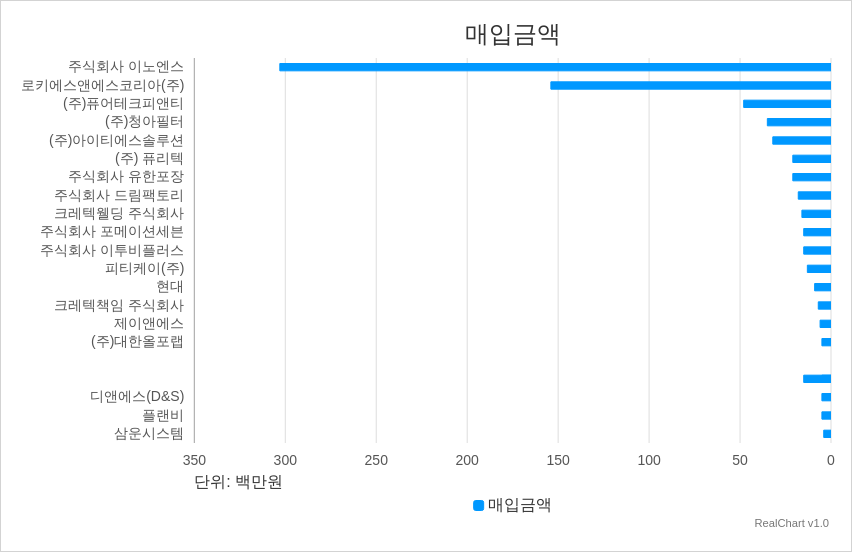 매입금액
주식회사 이노엔스
로키에스앤에스코리아(주)
(주)퓨어테크피앤티
(주)청아필터
(주)아이티에스솔루션
(주) 퓨리텍
주식회사 유한포장
주식회사 드림팩토리
크레텍웰딩 주식회사
주식회사 포메이션세븐
주식회사 이투비플러스
피티케이(주)
현대
크레텍책임 주식회사
제이앤에스
(주)대한올포랩
디앤에스(D&S)
플랜비
삼운시스템
350 300 250 200 150 100 50 0
단위: 백만원
매입금액
RealChart v1.0